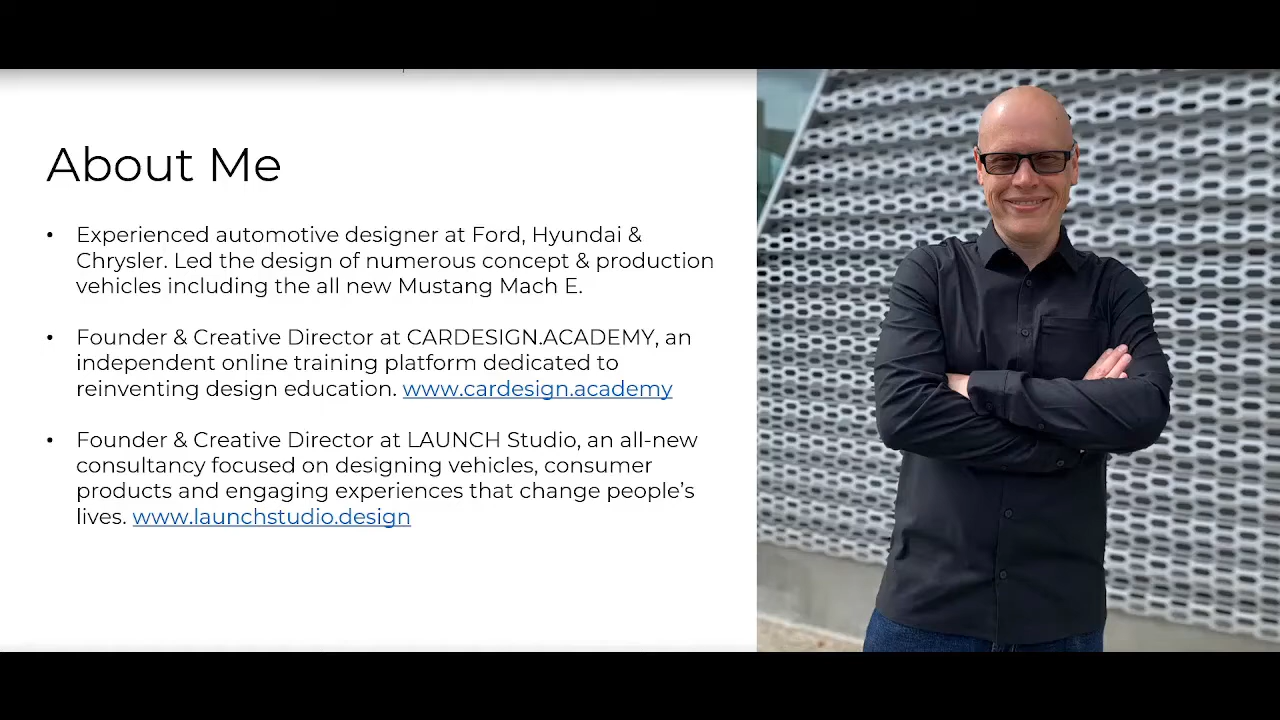 About Me
• Experienced automotive designer at Ford, Hyundai &
Chrysler. Led the design of numerous concept & production
vehicles including the all new Mustang Mach E.
• Founder & Creative Director at CARDESIGN.ACADEMY, an
independent online training platform dedicated to
reinventing design education. www.cardesign.academy
• Founder & Creative Director at LAUNCH Studio, an all-new
consultancy focused on designing vehicles, consumer
products and engaging experiences that change people’s
lives. www.launchstudio.design